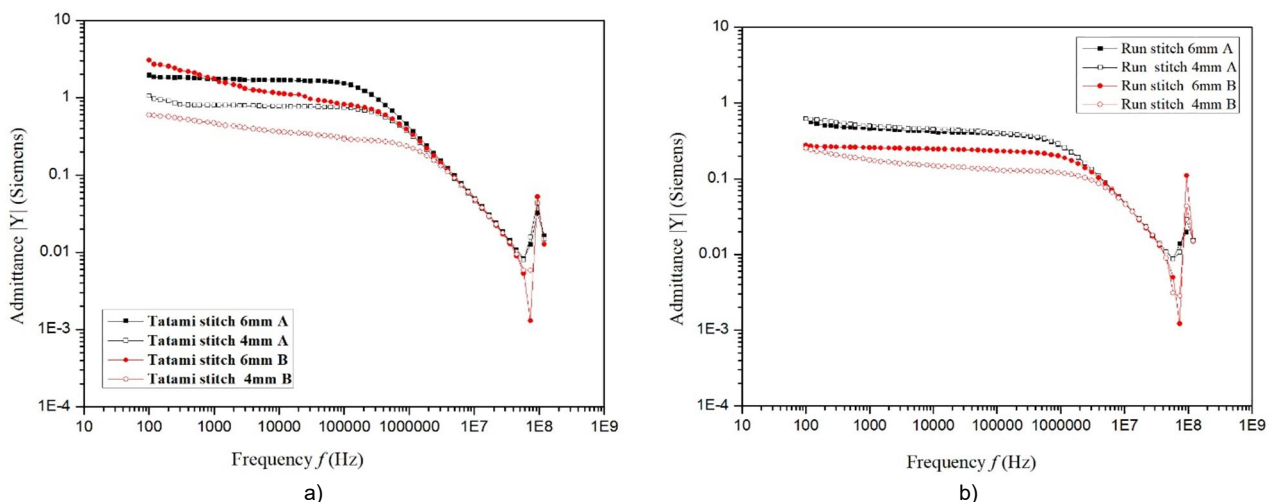 10
1
0.1
0.01
1E-3
1E-4
Admittance |Y| (Siemens)
Tatami stitch 6mm A
Tatami stitch 4mm A
Tatami stitch 6mm B
Tatami stitch 4mm B
10 100 1000 10000 100000 1000000 1E7 1E8 1E9
Frequency f (Hz)
a)
10
1
0.1
0.01
1E-3
1E-4
Admittance |Y| (Siemens)
Run stitch 6mm A
Run stitch 4mm A
Run stitch 6mm B
Run stitch 4mm B
10 100 1000 10000 100000 1000000 1E7 1E8 1E9
Frequency f (Hz)
b)